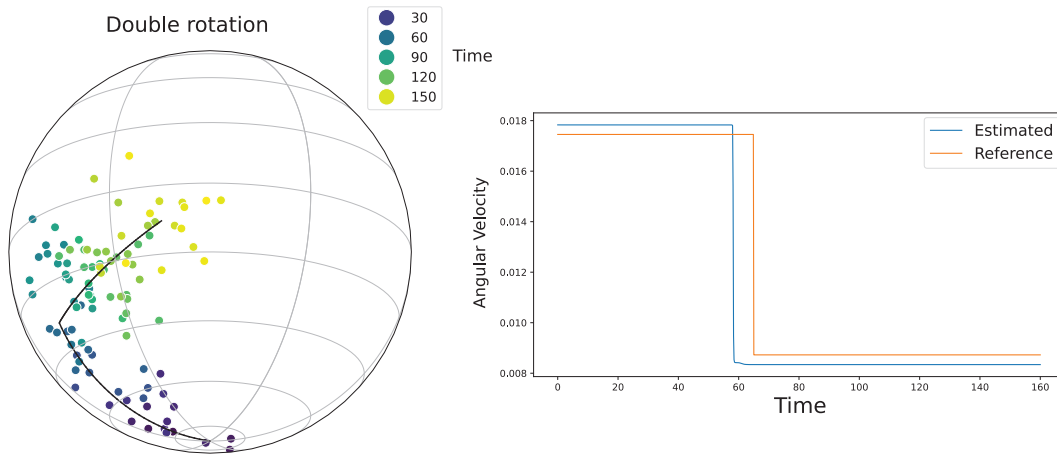 Double rotation
30
60
90
120
150
Time
0.018
0.016
0.014
0.012
0.010
0.008
Angular Velocity
Estimated
Reference
0 20 40 60 80 100 120 140 160
Time